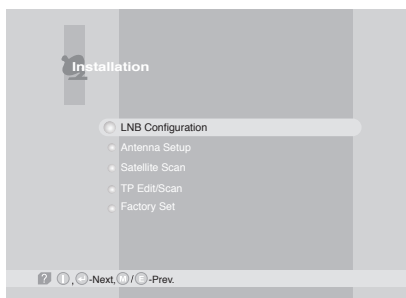 Installation
LNB Configuration
Antenna Setup
Satellite Scan
TP Edit/Scan
Factory Set
? , -Next, M / E -Prev.